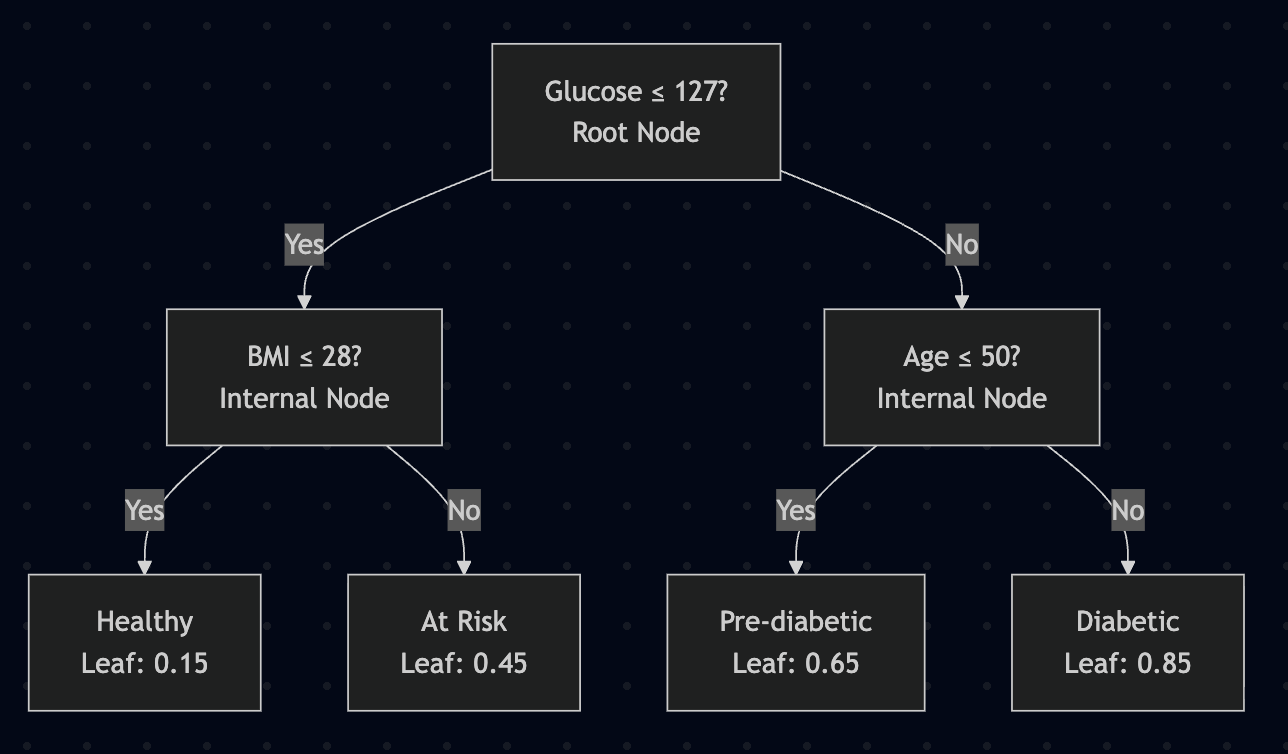 Glucose ≤ 127?
Root Node
Yes
No
BMI ≤ 28?
Internal Node
Age ≤ 50?
Internal Node
Yes
No
Yes
No
Healthy
Leaf: 0.15
At Risk
Leaf: 0.45
Pre-diabetic
Leaf: 0.65
Diabetic
Leaf: 0.85